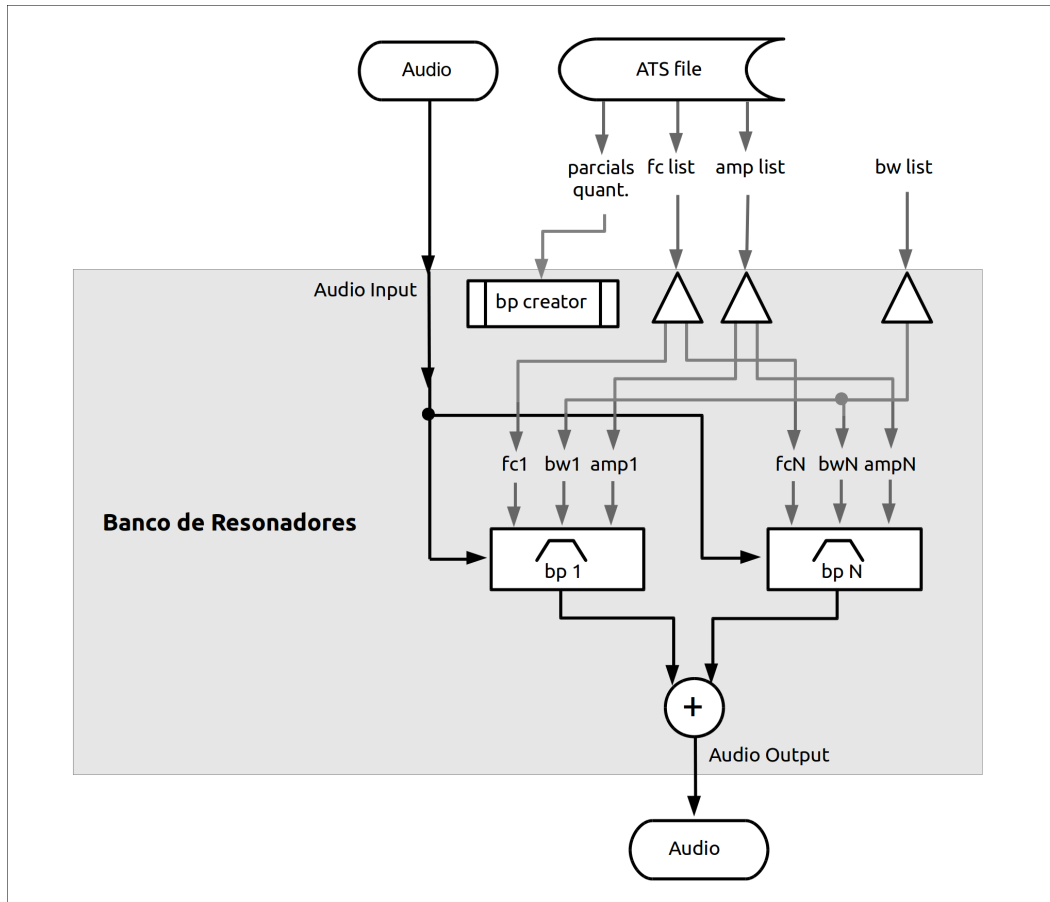 Audio
ATS file
parcials
quant.
fc list
amp list
bw list
Audio Input
bp creator
fc1
bw1
amp1
fcN
bwN
ampN
Banco de Resonadores
bp 1
bp N
+
Audio Output
Audio